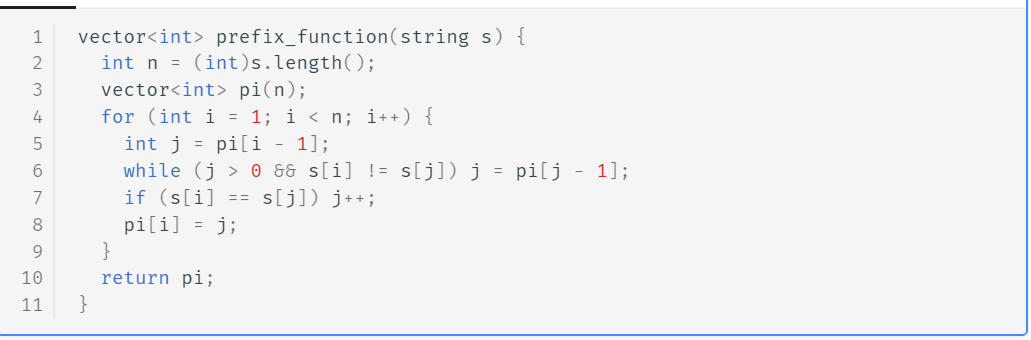 1 vector<int> prefix_function(string s) {
2 int n = (int)s.length();
3 vector<int> pi(n);
4 for (int i = 1; i < n; i++) {
5 int j = pi[i - 1];
6 while (j > 0 && s[i] != s[j]) j = pi[j - 1];
7 if (s[i] == s[j]) j++;
8 pi[i] = j;
9 }
10 return pi;
11 }